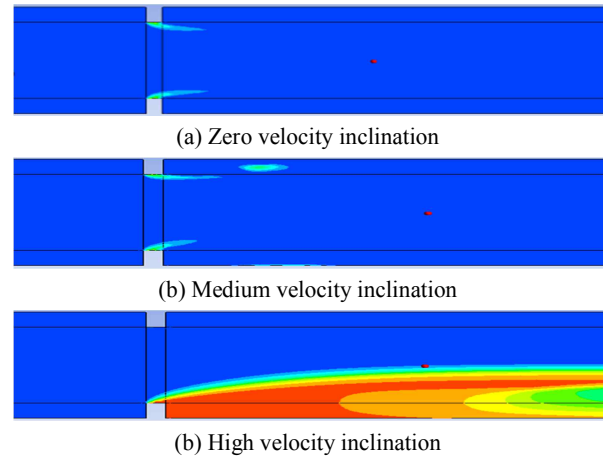 (a) Zero velocity inclination
(b) Medium velocity inclination
(b) High velocity inclination